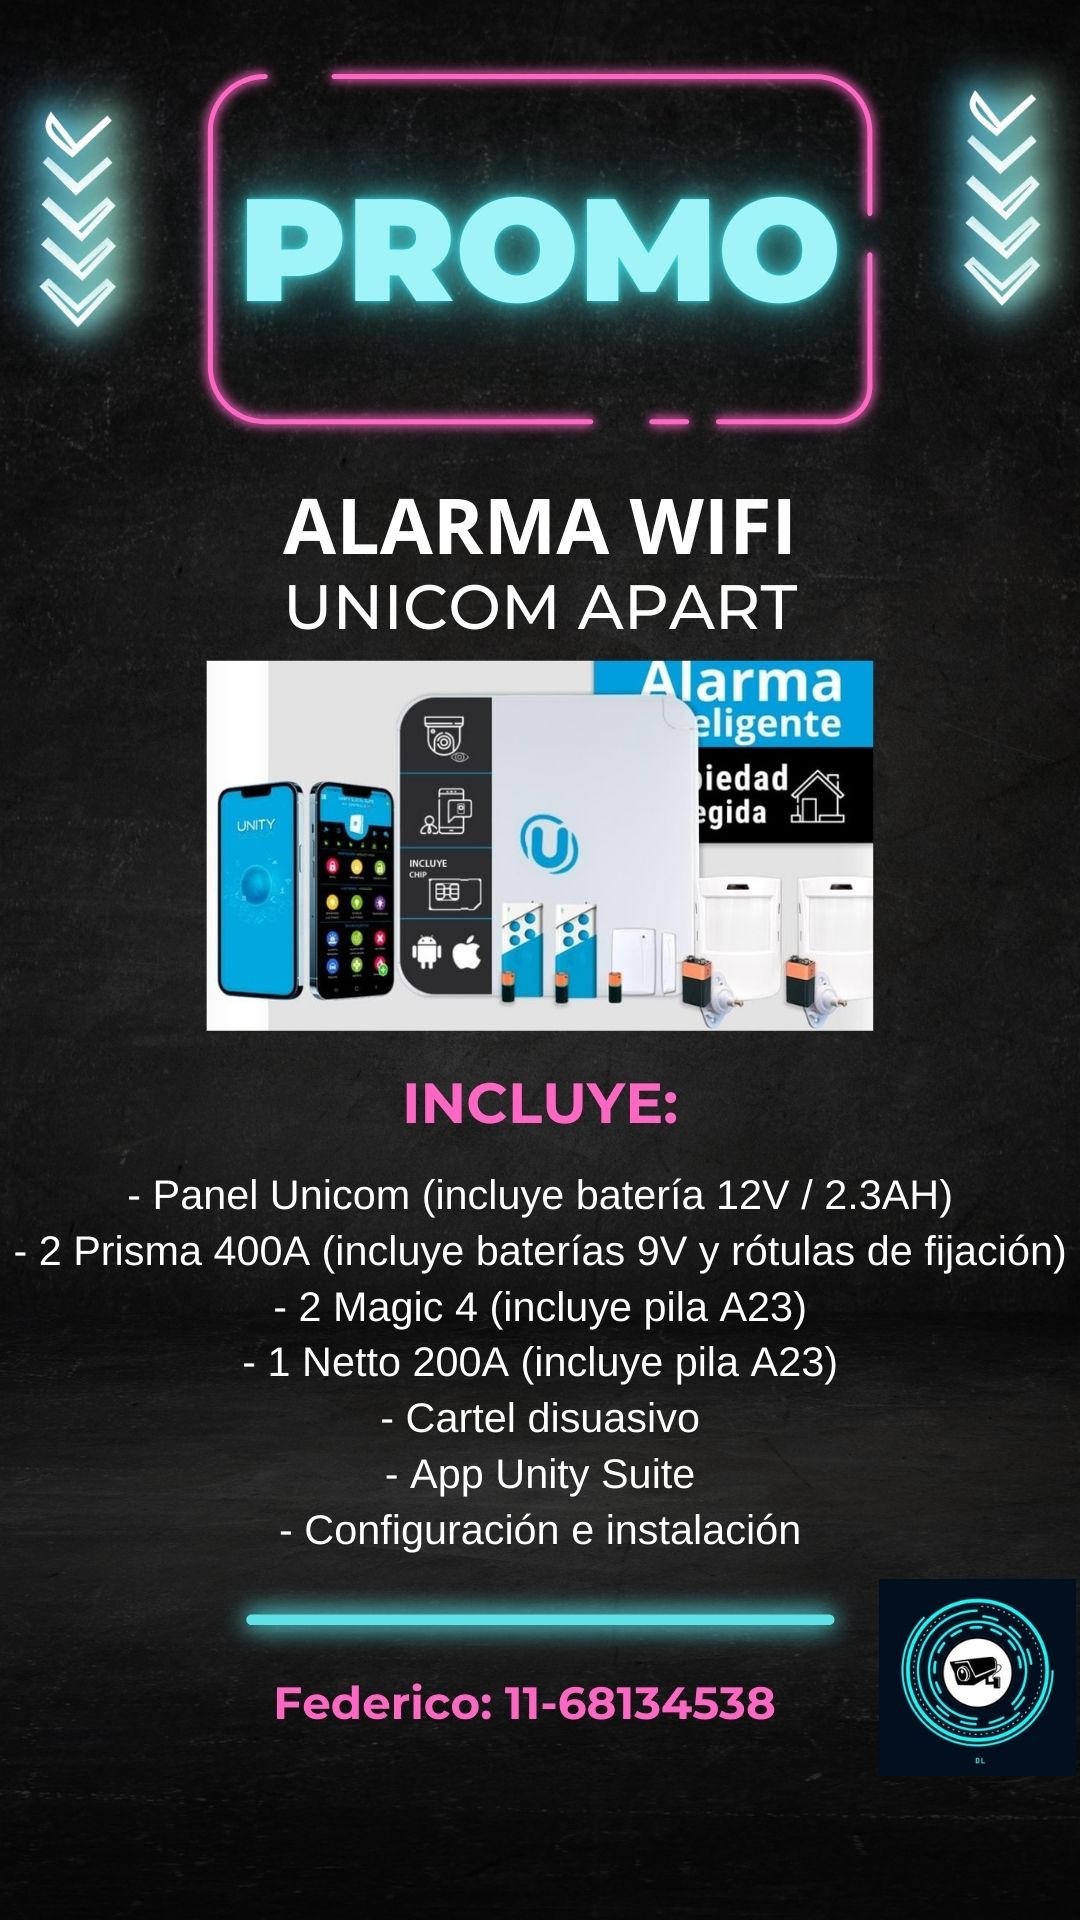 PROMO
ALARMA WIFI
UNICOM APART
Alarma
eligente
piedad
egida
UNITY
INCLUYE
CHIP
INCLUYE:
- Panel Unicom (incluye batería 12V / 2.3AH)
- 2 Prisma 400A (incluye baterías 9V y rótulas de fijación)
- 2 Magic 4 (incluye pila A23)
- 1 Netto 200A (incluye pila A23)
- Cartel disuasivo
- App Unity Suite
- Configuración e instalación
Federico: 11-68134538
DL